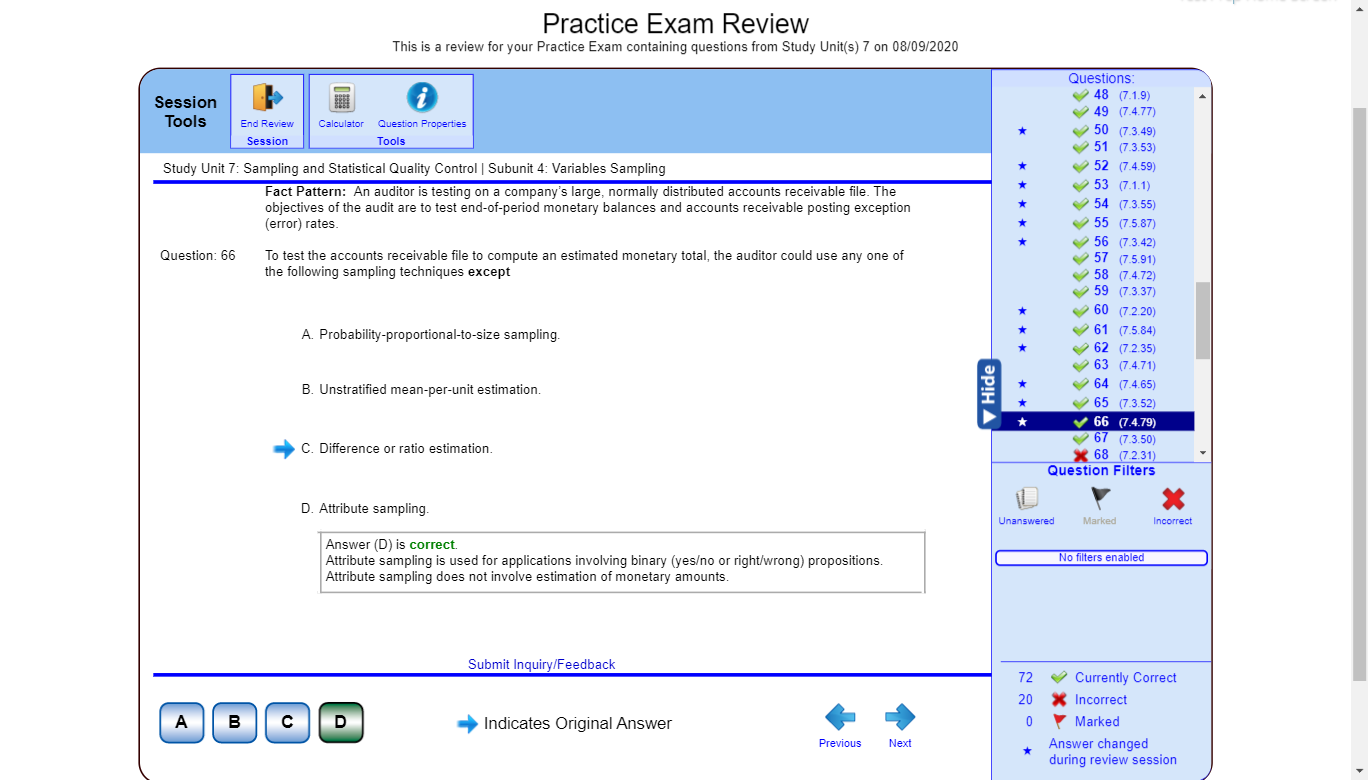 Practice Exam Review
This is a review for your Practice Exam containing questions from Study Unit(s) 7 on 08/09/2020
Session
Tools
End Review
Session
Calculator
Question Properties
Tools
Study Unit 7: Sampling and Statistical Quality Control | Subunit 4: Variables Sampling
Fact Pattern: An auditor is testing on a company's large, normally distributed accounts receivable file. The
objectives of the audit are to test end-of-period monetary balances and accounts receivable posting exception
(error) rates.
Question: 66
To test the accounts receivable file to compute an estimated monetary total, the auditor could use any one of
the following sampling techniques except
A. Probability-proportional-to-size sampling.
B. Unstratified mean-per-unit estimation.
C. Difference or ratio estimation.
D. Attribute sampling.
Answer (D) is correct.
Attribute sampling is used for applications involving binary (yes/no or right/wrong) propositions.
Attribute sampling does not involve estimation of monetary amounts.
Submit Inquiry/Feedback
A
B
C
D
Indicates Original Answer
Previous
Next
Questions:
48 (7.1.9)
49 (7.4.77)
50 (7.3.49)
51 (7.3.53)
52 (7.4.59)
53 (7.1.1)
54 (7.3.55)
55 (7.5.87)
56 (7.3.42)
57 (7.5.91)
58 (7.4.72)
59 (7.3.37)
60 (7.2.20)
61 (7.5.84)
62 (7.2.35)
63 (7.4.71)
64 (7.4.65)
65 (7.3.52)
66 (7.4.79)
67 (7.3.50)
68 (7.2.31)
Hide
Question Filters
Unanswered
Marked
Incorrect
No filters enabled
72 Currently Correct
20 Incorrect
0 Marked
Answer changed
during review session